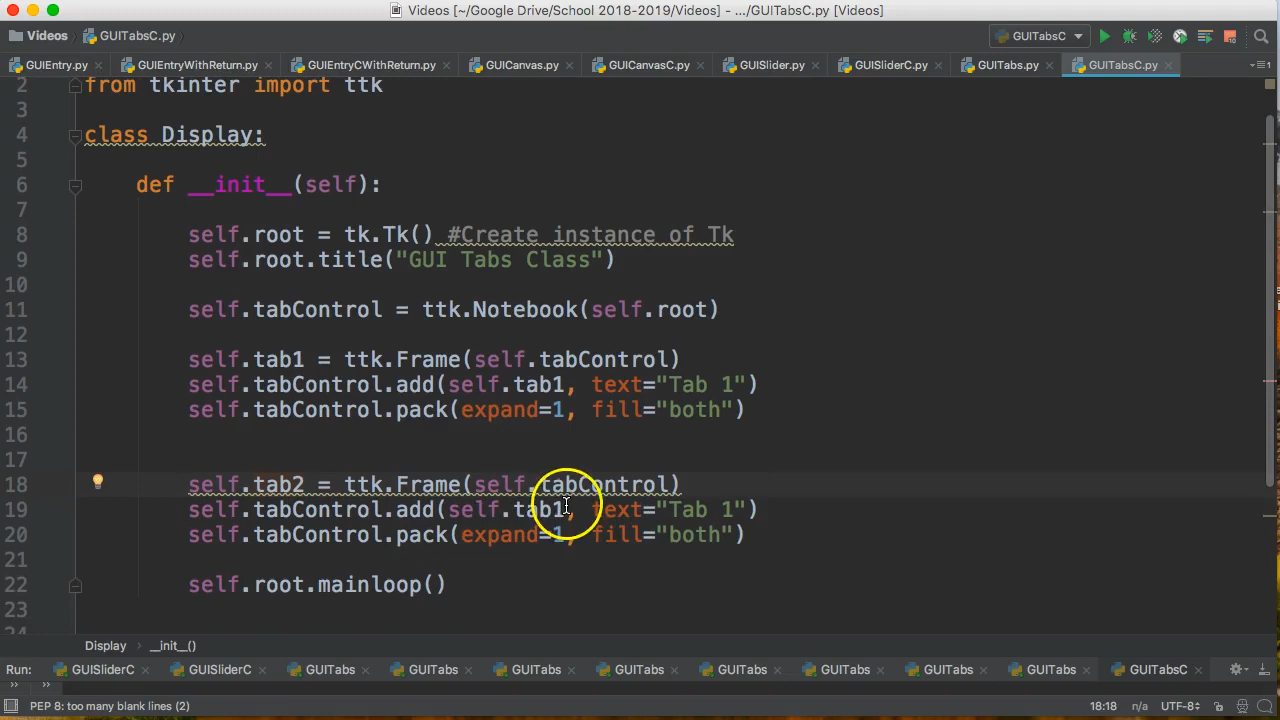 Videos [~/Google Drive/School 2018-2019/Videos] - .../GUITabsC.py [Videos]
Videos GUITabsC.py GUITabsC
GUIEntry.py GUIEntryWithReturn.py GUIEntryCWithReturn.py GUICanvas.py GUICanvasC.py GUISlider.py GUISliderC.py GUITabs.py GUITabsC.py
2 from tkinter import ttk
3
4 class Display:
5
6 def __init__(self):
7
8 self.root = tk.Tk() #Create instance of Tk
9 self.root.title("GUI Tabs Class")
10
11 self.tabControl = ttk.Notebook(self.root)
12
13 self.tab1 = ttk.Frame(self.tabControl)
14 self.tabControl.add(self.tab1, text="Tab 1")
15 self.tabControl.pack(expand=1, fill="both")
16
17
18 self.tab2 = ttk.Frame(self.tabControl)
19 self.tabControl.add(self.tab1, text="Tab 1")
20 self.tabControl.pack(expand=1, fill="both")
21
22 self.root.mainloop()
23
24
Display __init__()
Run: GUISliderC GUISliderC GUITabs GUITabs GUITabs GUITabs GUITabs GUITabs GUITabs GUITabs GUITabsC
PEP 8: too many blank lines (2) 18:18 n/a UTF-8